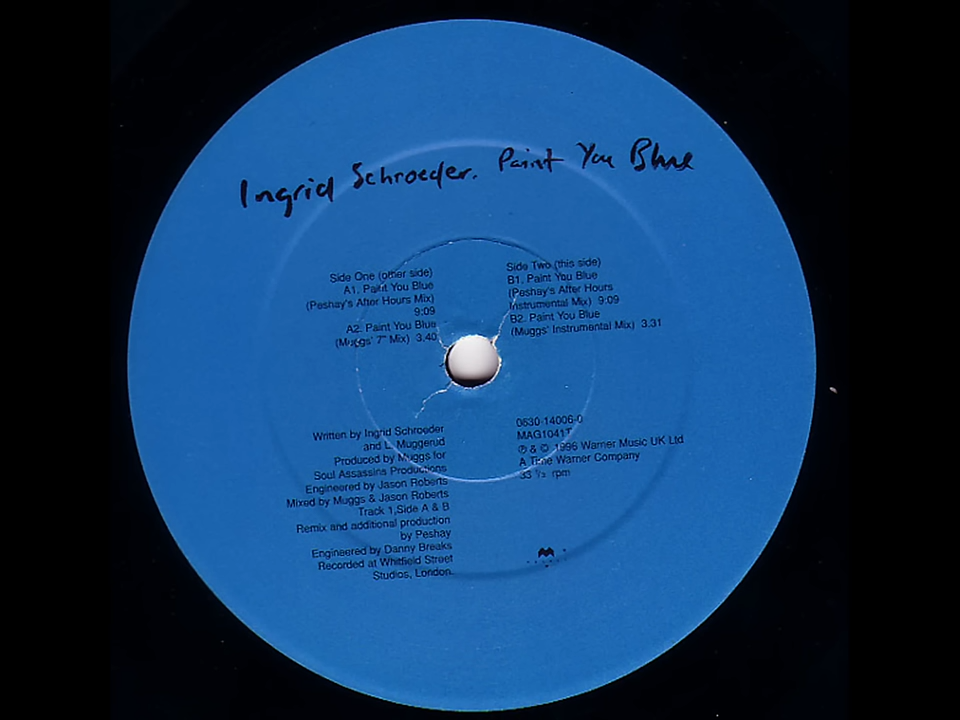 Ingrid Schroeder. Paint You Blue
Side One (other side)
A1. Paint You Blue
(Peshay's After Hours Mix)
9:09
A2. Paint You Blue
(Muggs' 7" Mix) 3.40
Side Two (this side)
B1. Paint You Blue
(Peshay's After Hours
Instrumental Mix) 9:09
B2. Paint You Blue
(Muggs' Instrumental Mix) 3.31
Written by Ingrid Schroeder
and L. Muggerud
Produced by Muggs for
Soul Assassins Productions
Engineered by Jason Roberts
Mixed by Muggs & Jason Roberts
Track 1,Side A & B
Remix and additional production
by Peshay
Engineered by Danny Breaks
Recorded at Whitfield Street
Studios, London.
0630-14006-0
MAG1041T
℗ & © 1996 Warner Music UK Ltd
A Time Warner Company
33 ⅓ rpm